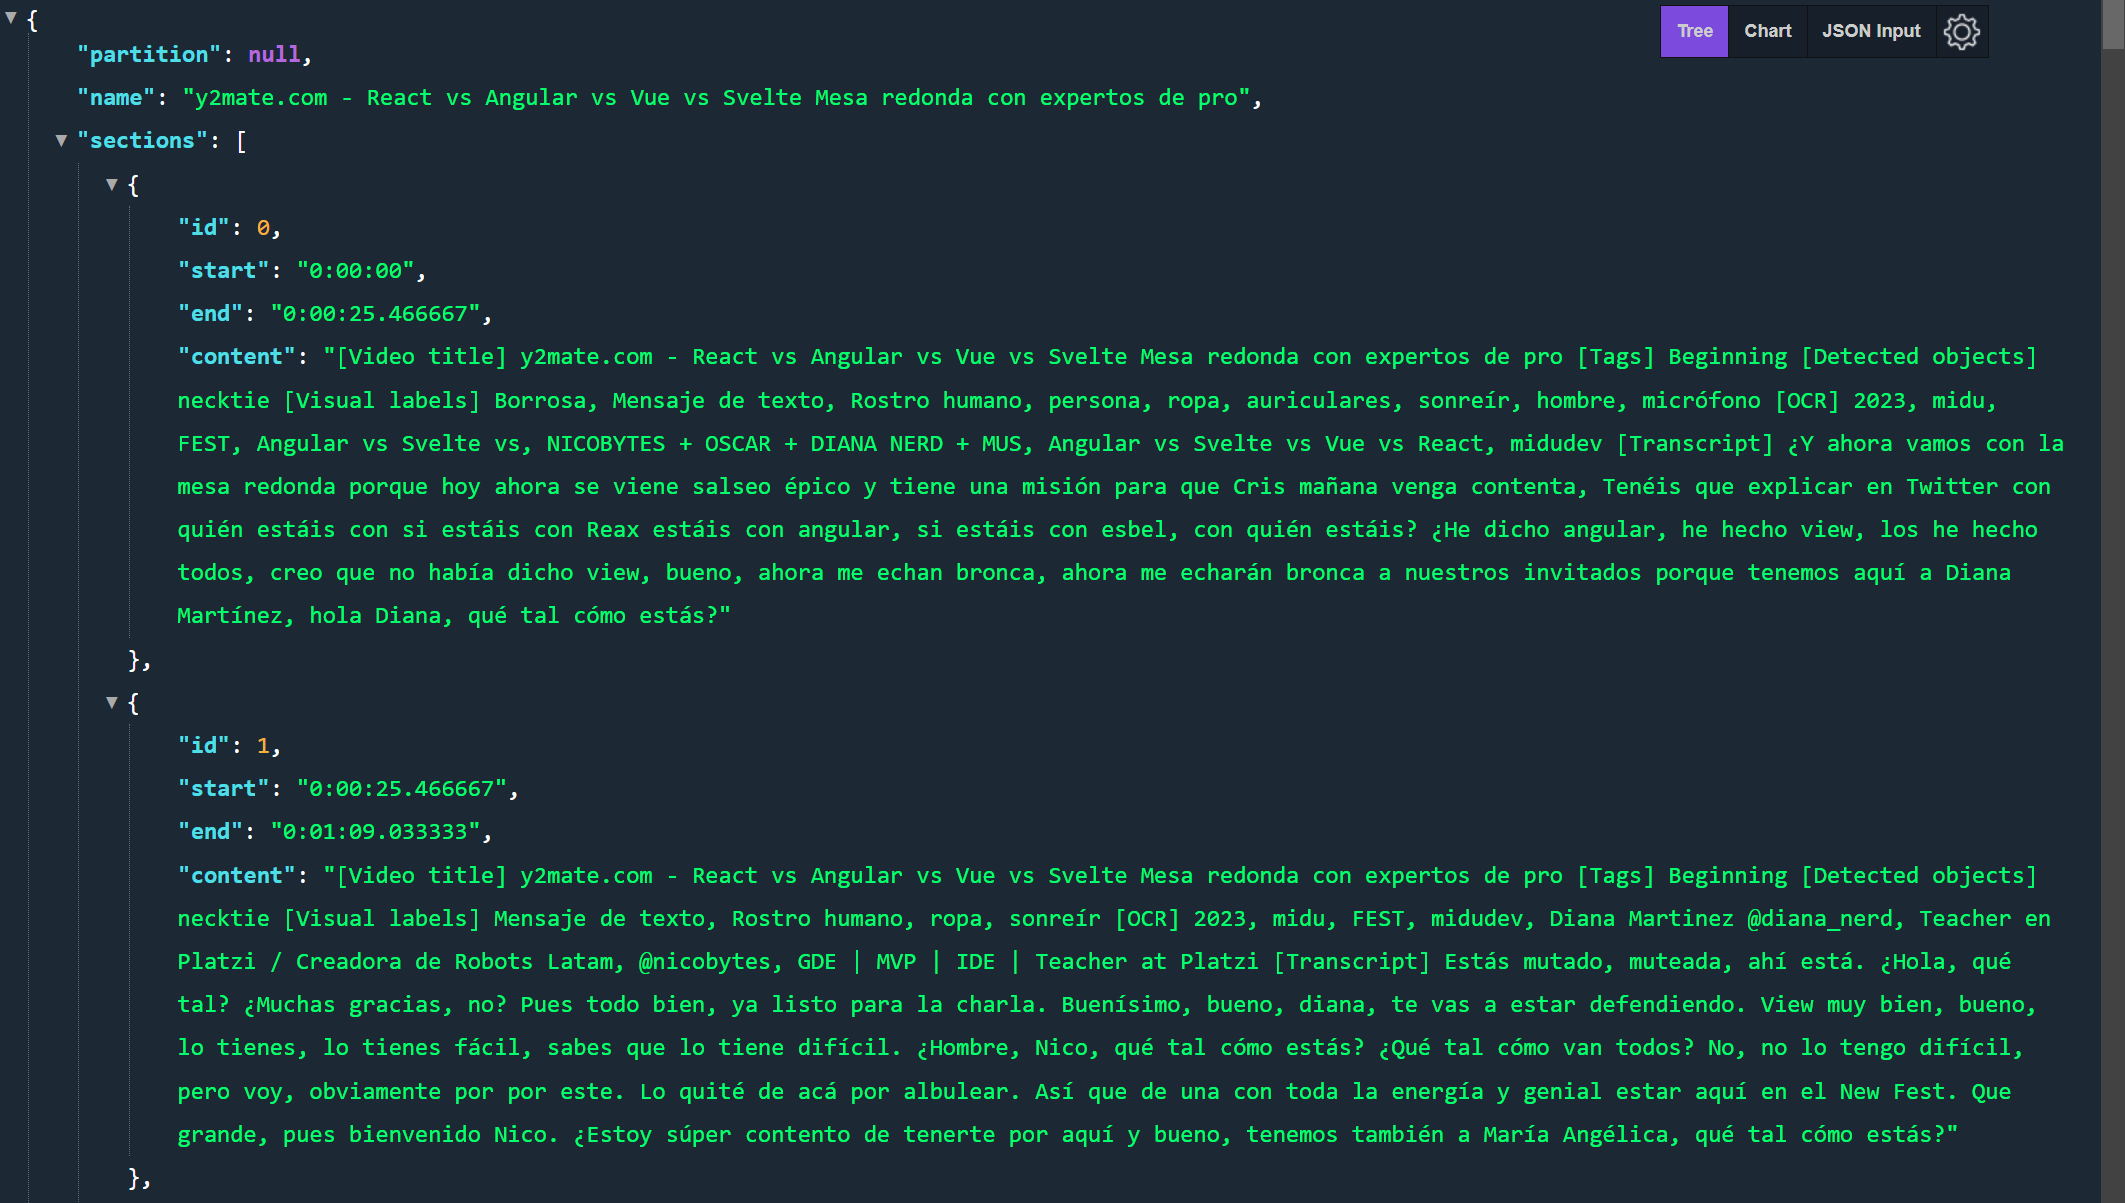 {
Tree Chart JSON Input
"partition": null,
"name": "y2mate.com - React vs Angular vs Vue vs Svelte Mesa redonda con expertos de pro",
"sections": [
{
"id": 0,
"start": "0:00:00",
"end": "0:00:25.466667",
"content": "[Video title] y2mate.com - React vs Angular vs Vue vs Svelte Mesa redonda con expertos de pro [Tags] Beginning [Detected objects]
necktie [Visual labels] Borrosa, Mensaje de texto, Rostro humano, persona, ropa, auriculares, sonreír, hombre, micrófono [OCR] 2023, midu,
FEST, Angular vs Svelte vs, NICOBYTES + OSCAR + DIANA NERD + MUS, Angular vs Svelte vs Vue vs React, midudev [Transcript] ¿Y ahora vamos con la
mesa redonda porque hoy ahora se viene salseo épico y tiene una misión para que Cris mañana venga contenta, Tenéis que explicar en Twitter con
quién estáis con si estáis con Reax estáis con angular, si estáis con esbel, con quién estáis? ¿He dicho angular, he hecho view, los he hecho
todos, creo que no había dicho view, bueno, ahora me echan bronca, ahora me echarán bronca a nuestros invitados porque tenemos aquí a Diana
Martínez, hola Diana, qué tal cómo estás?"
},
{
"id": 1,
"start": "0:00:25.466667",
"end": "0:01:09.033333",
"content": "[Video title] y2mate.com - React vs Angular vs Vue vs Svelte Mesa redonda con expertos de pro [Tags] Beginning [Detected objects]
necktie [Visual labels] Mensaje de texto, Rostro humano, ropa, sonreír [OCR] 2023, midu, FEST, midudev, Diana Martinez @diana_nerd, Teacher en
Platzi / Creadora de Robots Latam, @nicobytes, GDE | MVP | IDE | Teacher at Platzi [Transcript] Estás mutado, muteada, ahí está. ¿Hola, qué
tal? ¿Muchas gracias, no? Pues todo bien, ya listo para la charla. Buenísimo, bueno, diana, te vas a estar defendiendo. View muy bien, bueno,
lo tienes, lo tienes fácil, sabes que lo tiene difícil. ¿Hombre, Nico, qué tal cómo estás? ¿Qué tal cómo van todos? No, no lo tengo difícil,
pero voy, obviamente por por este. Lo quité de acá por albulear. Así que de una con toda la energía y genial estar aquí en el New Fest. Que
grande, pues bienvenido Nico. ¿Estoy súper contento de tenerte por aquí y bueno, tenemos también a María Angélica, qué tal cómo estás?"
},